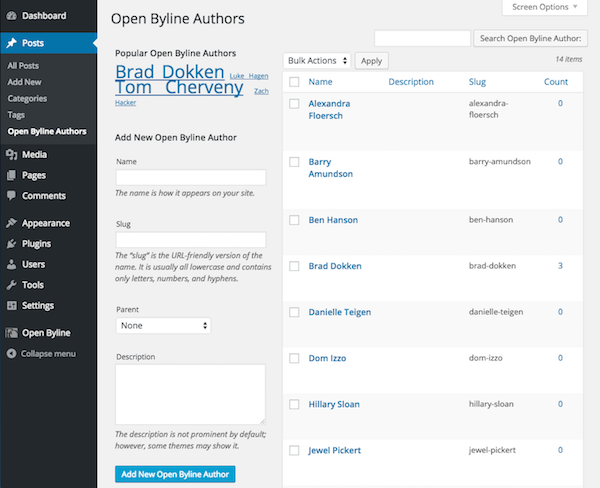 Dashboard
Posts
All Posts
Add New
Categories
Tags
Open Byline Authors
Media
Pages
Comments
Appearance
Plugins
Users
Tools
Settings
Open Byline
Collapse menu
Screen Options
Open Byline Authors
Search Open Byline Author:
Popular Open Byline Authors
Brad Dokken Luke Hagen
Tom Cherveny Zach
Hacker
Add New Open Byline Author
Name
The name is how it appears on your site.
Slug
The “slug” is the URL-friendly version of the
name. It is usually all lowercase and contains
only letters, numbers, and hyphens.
Parent
None
Description
The description is not prominent by default;
however, some themes may show it.
Add New Open Byline Author
Bulk Actions Apply 14 items
Name Description Slug Count
Alexandra Floersch alexandra-floersch 0
Barry Amundson barry-amundson 0
Ben Hanson ben-hanson 0
Brad Dokken brad-dokken 3
Danielle Teigen danielle-teigen 0
Dom Izzo dom-izzo 0
Hillary Sloan hillary-sloan 0
Jewel Pickert jewel-pickert 0